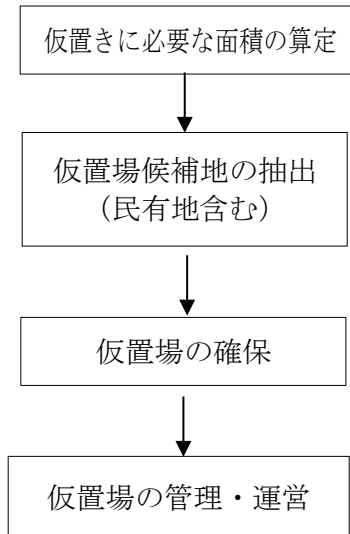 仮置きに必要な面積の算定
仮置場候補地の抽出
（民有地含む）
仮置場の確保
仮置場の管理・運営